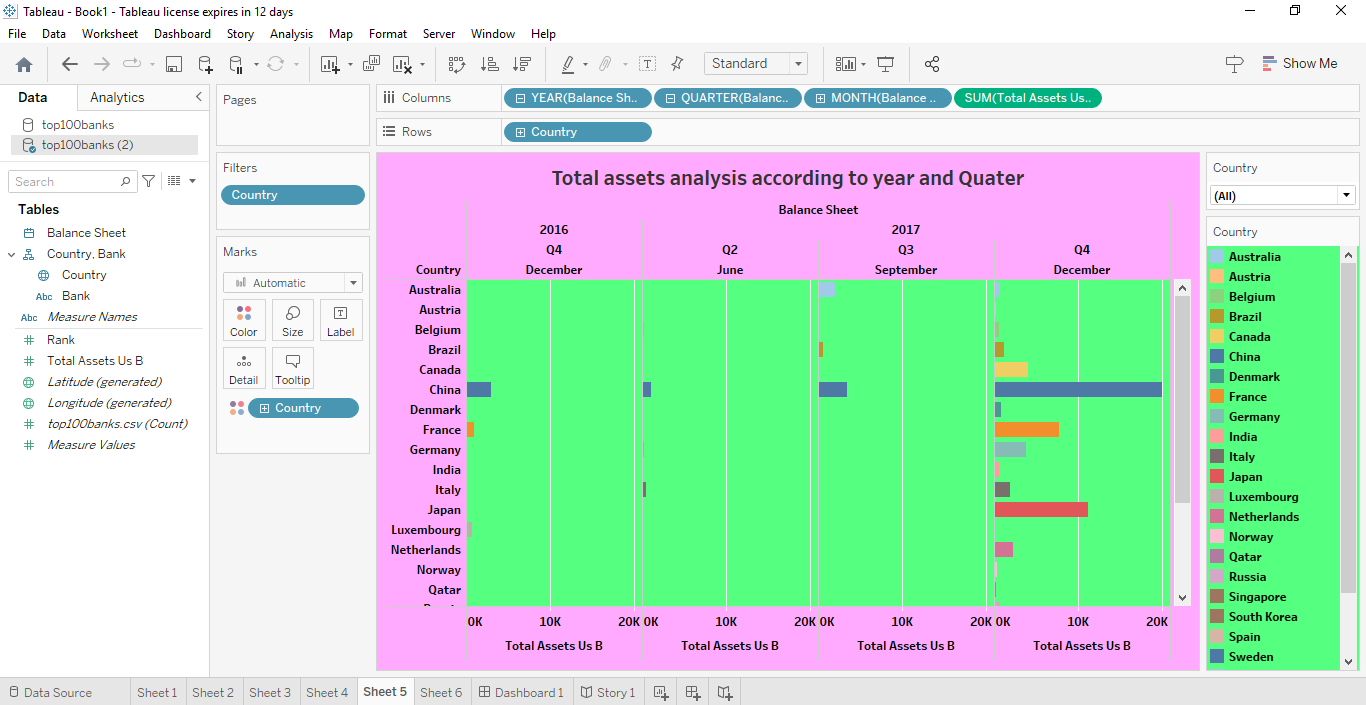 Tableau - Book1 - Tableau license expires in 12 days
File Data Worksheet Dashboard Story Analysis Map Format Server Window Help
Standard
Show Me
Data Analytics
top100banks
top100banks (2)
Search
Tables
Balance Sheet
Country, Bank
Country
Abc Bank
Abc Measure Names
Rank
Total Assets Us B
Latitude (generated)
Longitude (generated)
top100banks.csv (Count)
Measure Values
Pages
Filters
Country
Marks
Automatic
Color Size Label
Detail Tooltip
Country
Columns YEAR(Balance Sh.. QUARTER(Balanc.. MONTH(Balance .. SUM(Total Assets Us..
Rows Country
Total assets analysis according to year and Quater
Balance Sheet
2016 2017
Q4 Q2 Q3 Q4
Country December June September December
Australia
Austria
Belgium
Brazil
Canada
China
Denmark
France
Germany
India
Italy
Japan
Luxembourg
Netherlands
Norway
Qatar
0K 10K 20K 0K 10K 20K 0K 10K 20K 0K 10K 20K
Total Assets Us B Total Assets Us B Total Assets Us B Total Assets Us B
Country
(All)
Country
Australia
Austria
Belgium
Brazil
Canada
China
Denmark
France
Germany
India
Italy
Japan
Luxembourg
Netherlands
Norway
Qatar
Russia
Singapore
South Korea
Spain
Sweden
Data Source Sheet 1 Sheet 2 Sheet 3 Sheet 4 Sheet 5 Sheet 6 Dashboard 1 Story 1